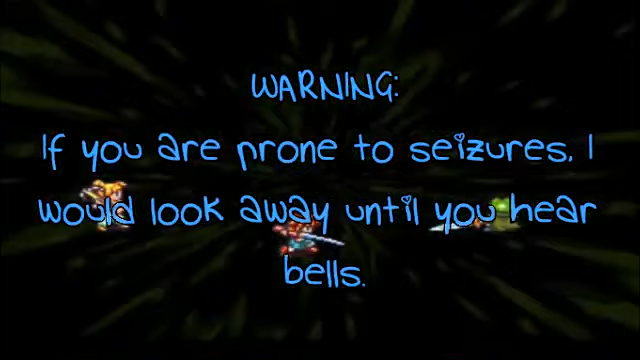 WARNING:
If you are prone to seizures, I
would look away until you hear
bells.